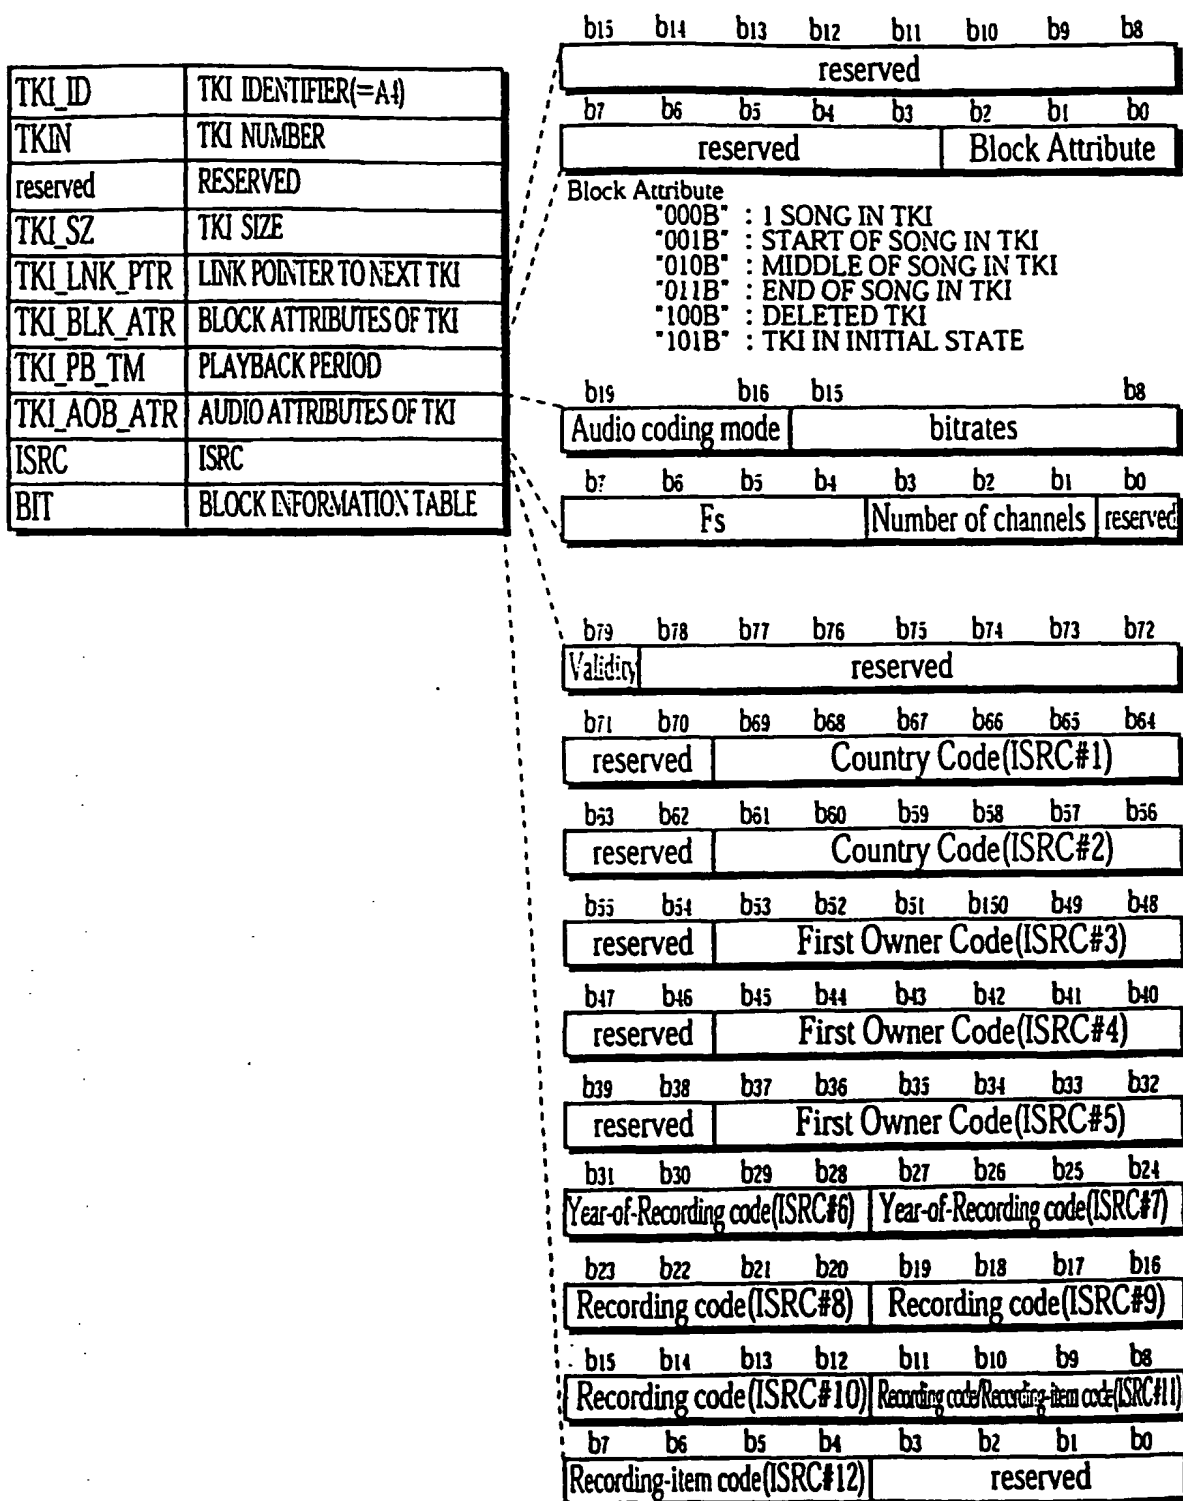 TKI_ID TKI IDENTIFIER(=A4)
TKIN TKI NUMBER
reserved RESERVED
TKI_SZ TKI SIZE
TKI_LNK_PTR LINK POINTER TO NEXT TKI
TKI_BLK_ATR BLOCK ATTRIBUTES OF TKI
TKI_PB_TM PLAYBACK PERIOD
TKI_AOB_ATR AUDIO ATTRIBUTES OF TKI
ISRC ISRC
BIT BLOCK INFORMATION TABLE
b15 b14 b13 b12 b11 b10 b9 b8
reserved
b7 b6 b5 b4 b3 b2 b1 b0
reserved Block Attribute
Block Attribute
"000B" : 1 SONG IN TKI
"001B" : START OF SONG IN TKI
"010B" : MIDDLE OF SONG IN TKI
"011B" : END OF SONG IN TKI
"100B" : DELETED TKI
"101B" : TKI IN INITIAL STATE
b19 b16 b15 b8
Audio coding mode bitrates
b7 b6 b5 b4 b3 b2 b1 b0
Fs Number of channels reserved
b79 b78 b77 b76 b75 b74 b73 b72
Validity reserved
b71 b70 b69 b68 b67 b66 b65 b64
reserved Country Code(ISRC#1)
b63 b62 b61 b60 b59 b58 b57 b56
reserved Country Code(ISRC#2)
b55 b54 b53 b52 b51 b150 b49 b48
reserved First Owner Code(ISRC#3)
b47 b46 b45 b44 b43 b42 b41 b40
reserved First Owner Code(ISRC#4)
b39 b38 b37 b36 b35 b34 b33 b32
reserved First Owner Code(ISRC#5)
b31 b30 b29 b28 b27 b26 b25 b24
Year-of-Recording code(ISRC#6) Year-of-Recording code(ISRC#7)
b23 b22 b21 b20 b19 b18 b17 b16
Recording code(ISRC#8) Recording code(ISRC#9)
b15 b14 b13 b12 b11 b10 b9 b8
Recording code(ISRC#10) Recording code/Recording-item code(ISRC#11)
b7 b6 b5 b4 b3 b2 b1 b0
Recording-item code(ISRC#12) reserved